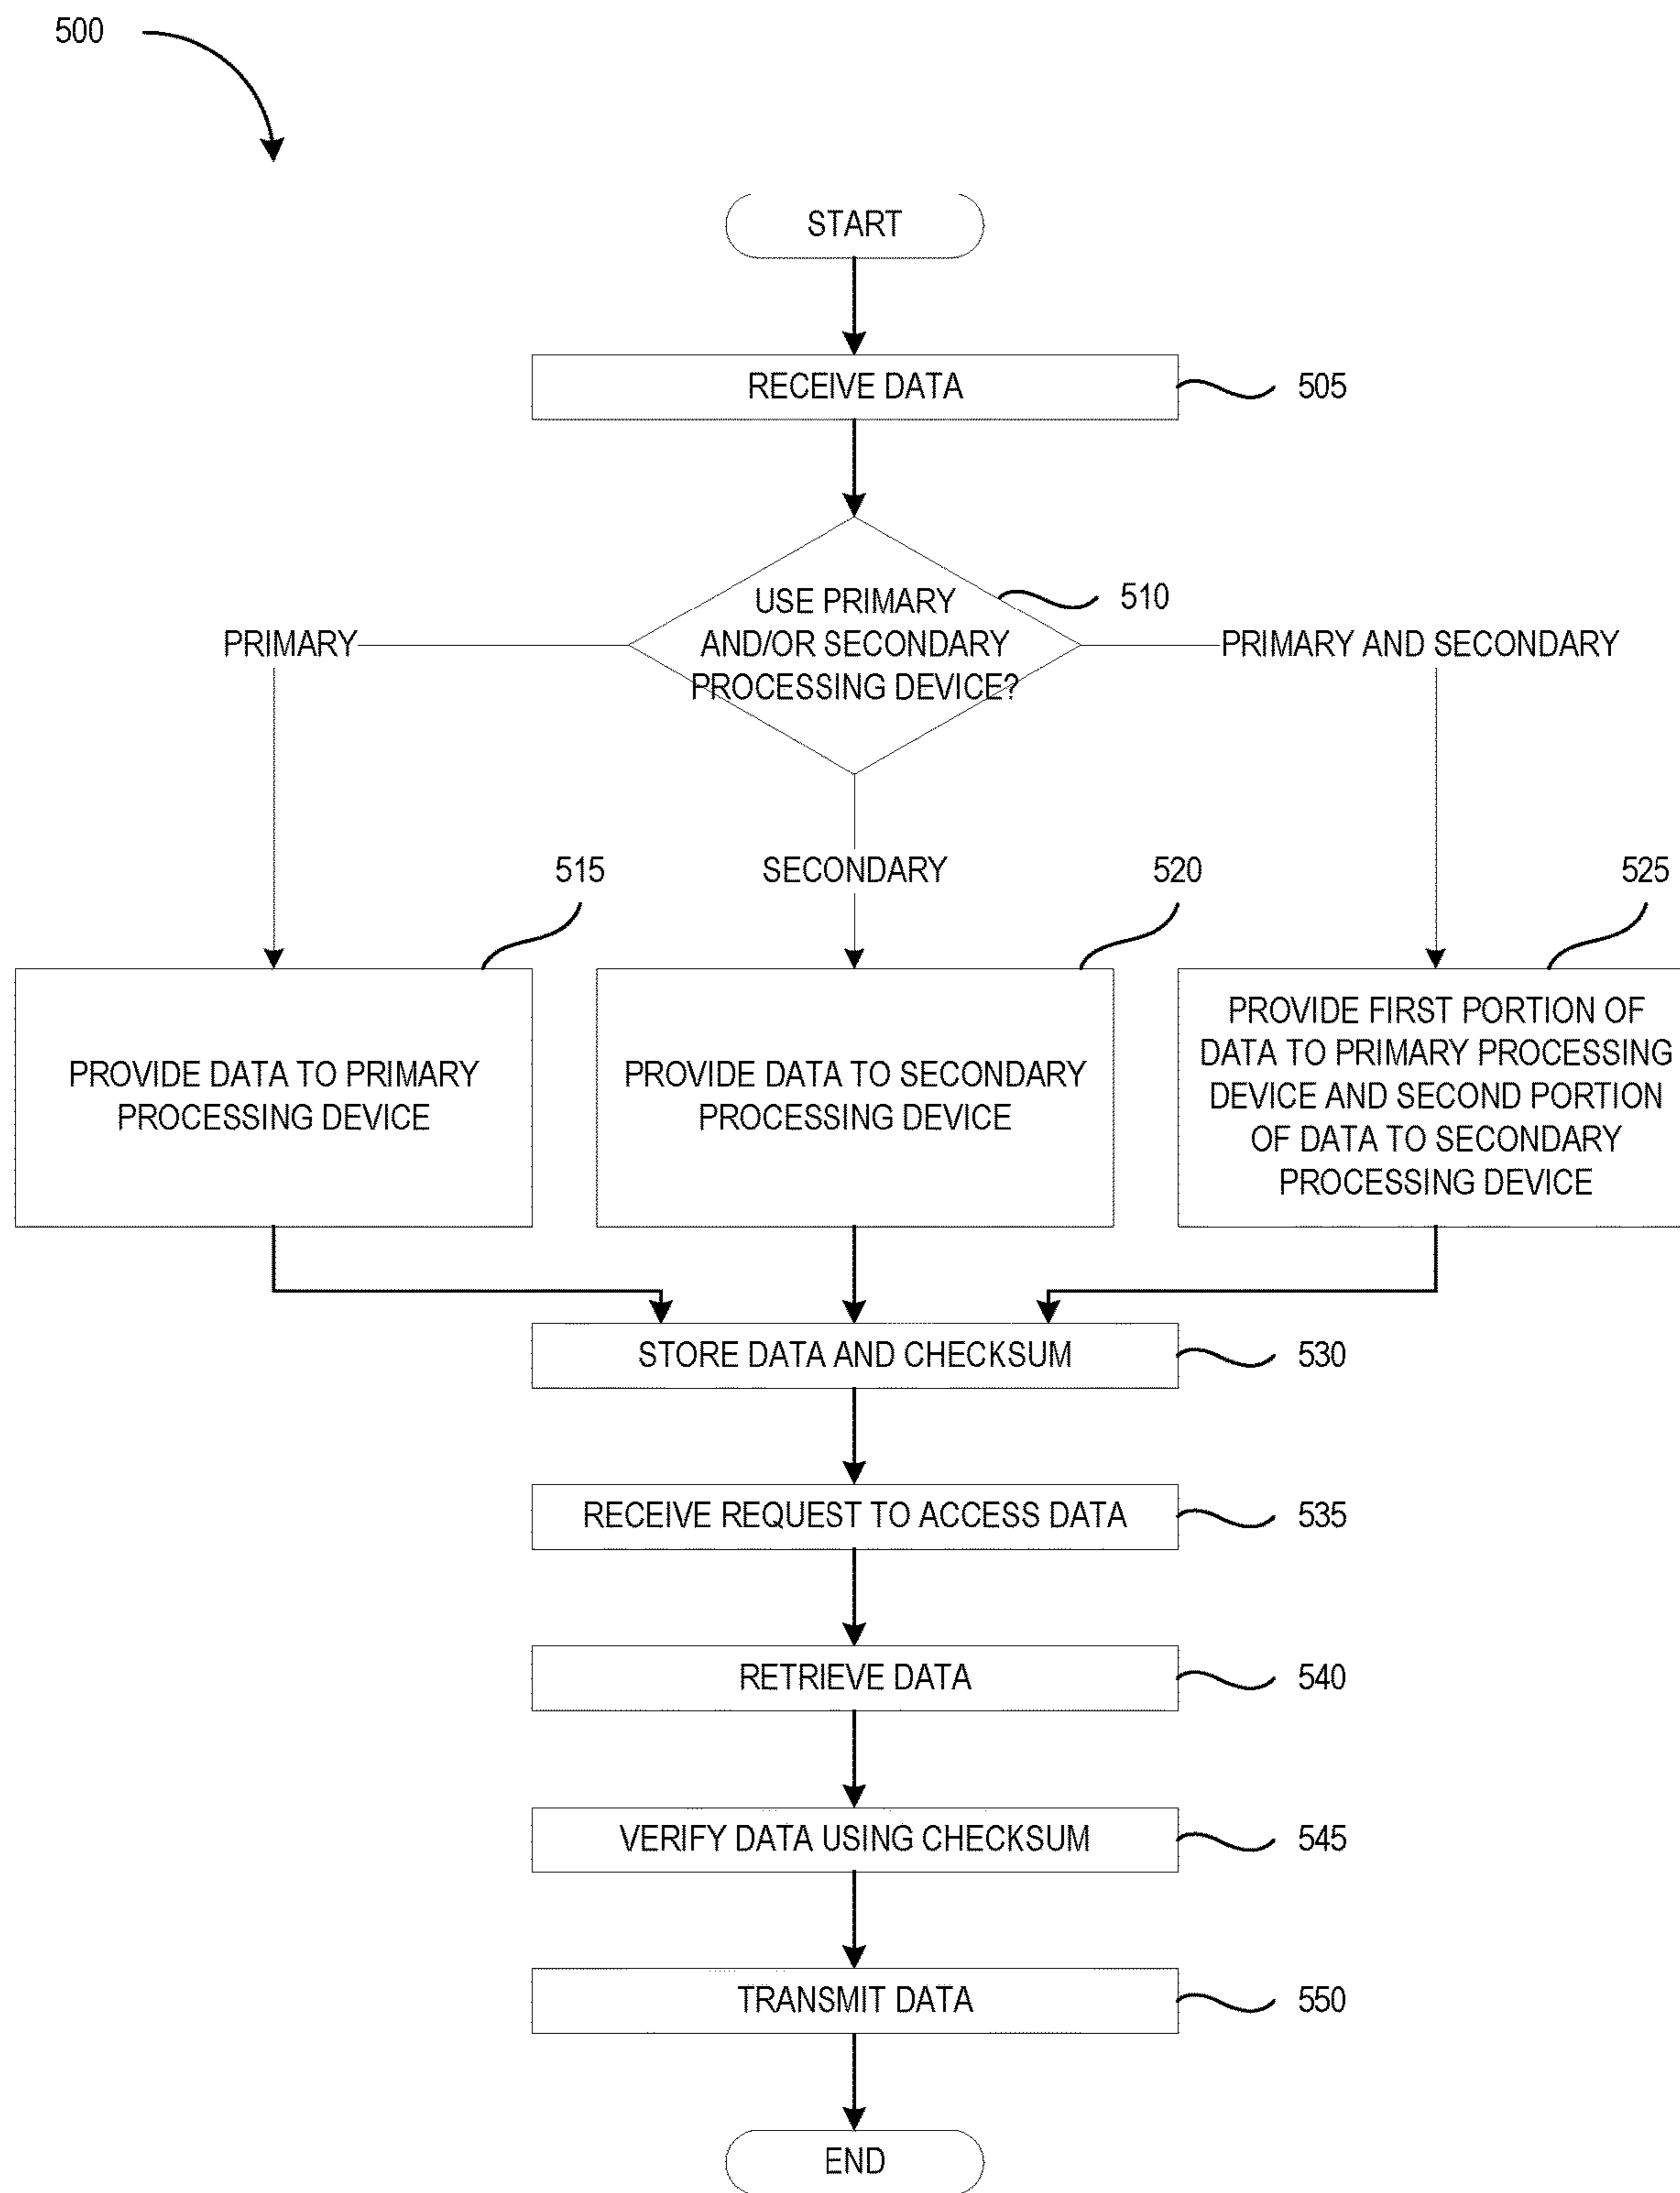 500
START
RECEIVE DATA
505
USE PRIMARY
AND/OR SECONDARY
PROCESSING DEVICE?
510
PRIMARY
PRIMARY AND SECONDARY
SECONDARY
515
520
525
PROVIDE DATA TO PRIMARY
PROCESSING DEVICE
PROVIDE DATA TO SECONDARY
PROCESSING DEVICE
PROVIDE FIRST PORTION OF
DATA TO PRIMARY PROCESSING
DEVICE AND SECOND PORTION
OF DATA TO SECONDARY
PROCESSING DEVICE
STORE DATA AND CHECKSUM
530
RECEIVE REQUEST TO ACCESS DATA
535
RETRIEVE DATA
540
VERIFY DATA USING CHECKSUM
545
TRANSMIT DATA
550
END